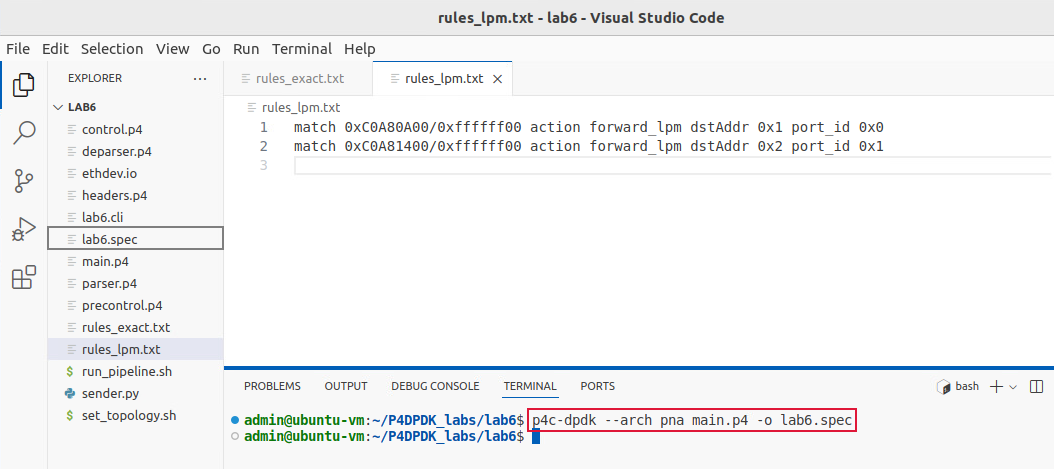 rules_lpm.txt - lab6 - Visual Studio Code
File Edit Selection View Go Run Terminal Help
EXPLORER ···
LAB6
control.p4
deparser.p4
ethdev.io
headers.p4
lab6.cli
lab6.spec
main.p4
parser.p4
precontrol.p4
rules_exact.txt
rules_lpm.txt
$ run_pipeline.sh
sender.py
$ set_topology.sh
rules_exact.txt rules_lpm.txt ×
rules_lpm.txt
1 match 0xC0A80A00/0xffffff00 action forward_lpm dstAddr 0x1 port_id 0x0
2 match 0xC0A81400/0xffffff00 action forward_lpm dstAddr 0x2 port_id 0x1
3
PROBLEMS OUTPUT DEBUG CONSOLE TERMINAL PORTS bash
admin@ubuntu-vm:~/P4DPDK_labs/lab6$ p4c-dpdk --arch pna main.p4 -o lab6.spec
admin@ubuntu-vm:~/P4DPDK_labs/lab6$